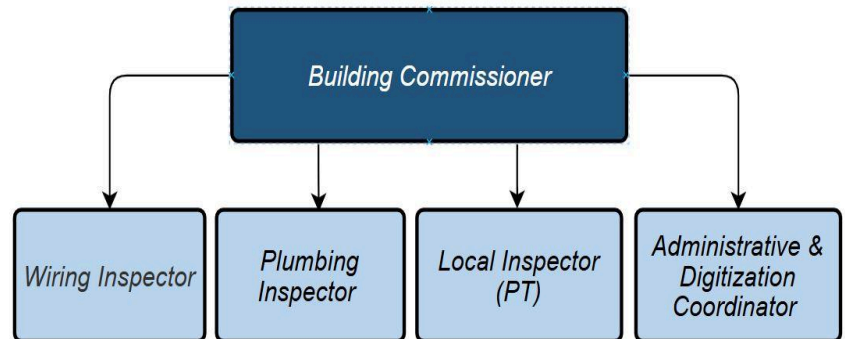 Building Commissioner
Wiring Inspector
Plumbing
Inspector
Local Inspector
(PT)
Administrative &
Digitization
Coordinator